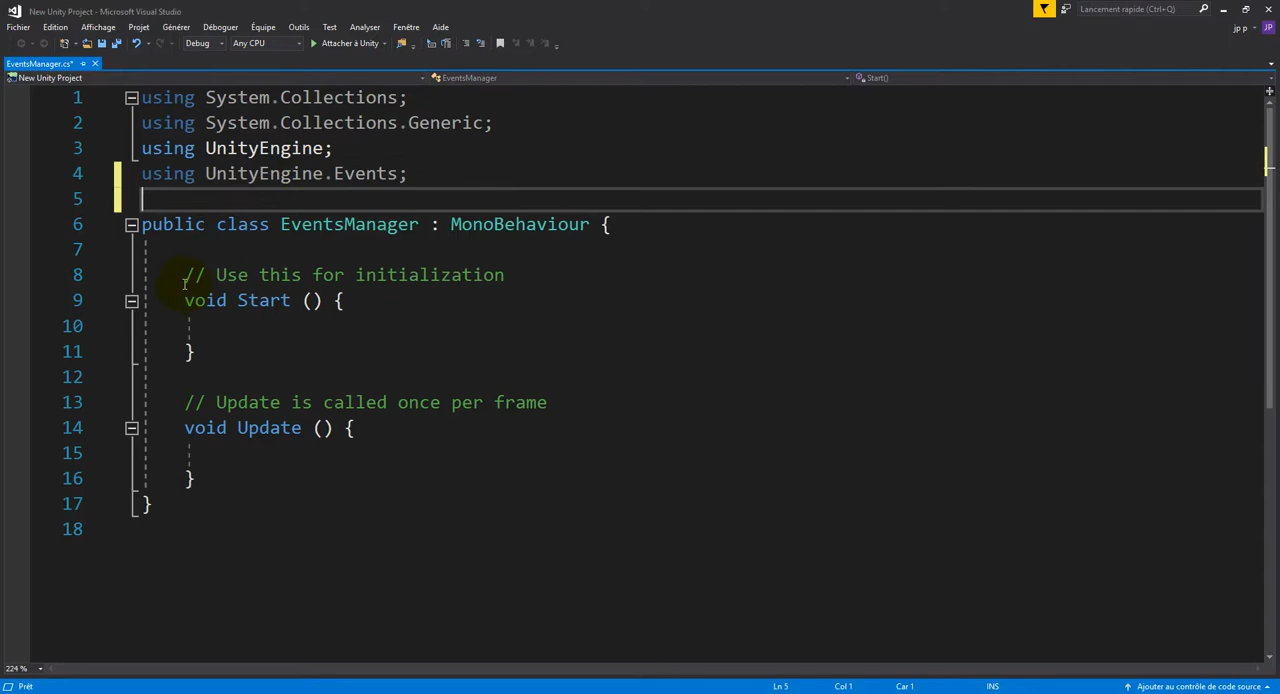 New Unity Project - Microsoft Visual Studio
Lancement rapide (Ctrl+Q)
Fichier Edition Affichage Projet Générer Déboguer Équipe Outils Test Analyser Fenêtre Aide
jp p JP
Debug Any CPU Attacher à Unity
EventsManager.cs*
New Unity Project EventsManager Start()
1 using System.Collections;
2 using System.Collections.Generic;
3 using UnityEngine;
4 using UnityEngine.Events;
5
6 public class EventsManager : MonoBehaviour {
7
8 // Use this for initialization
9 void Start () {
10
11 }
12
13 // Update is called once per frame
14 void Update () {
15
16 }
17 }
18
224 %
Prêt Ln 5 Col 1 Car 1 INS Ajouter au contrôle de code source